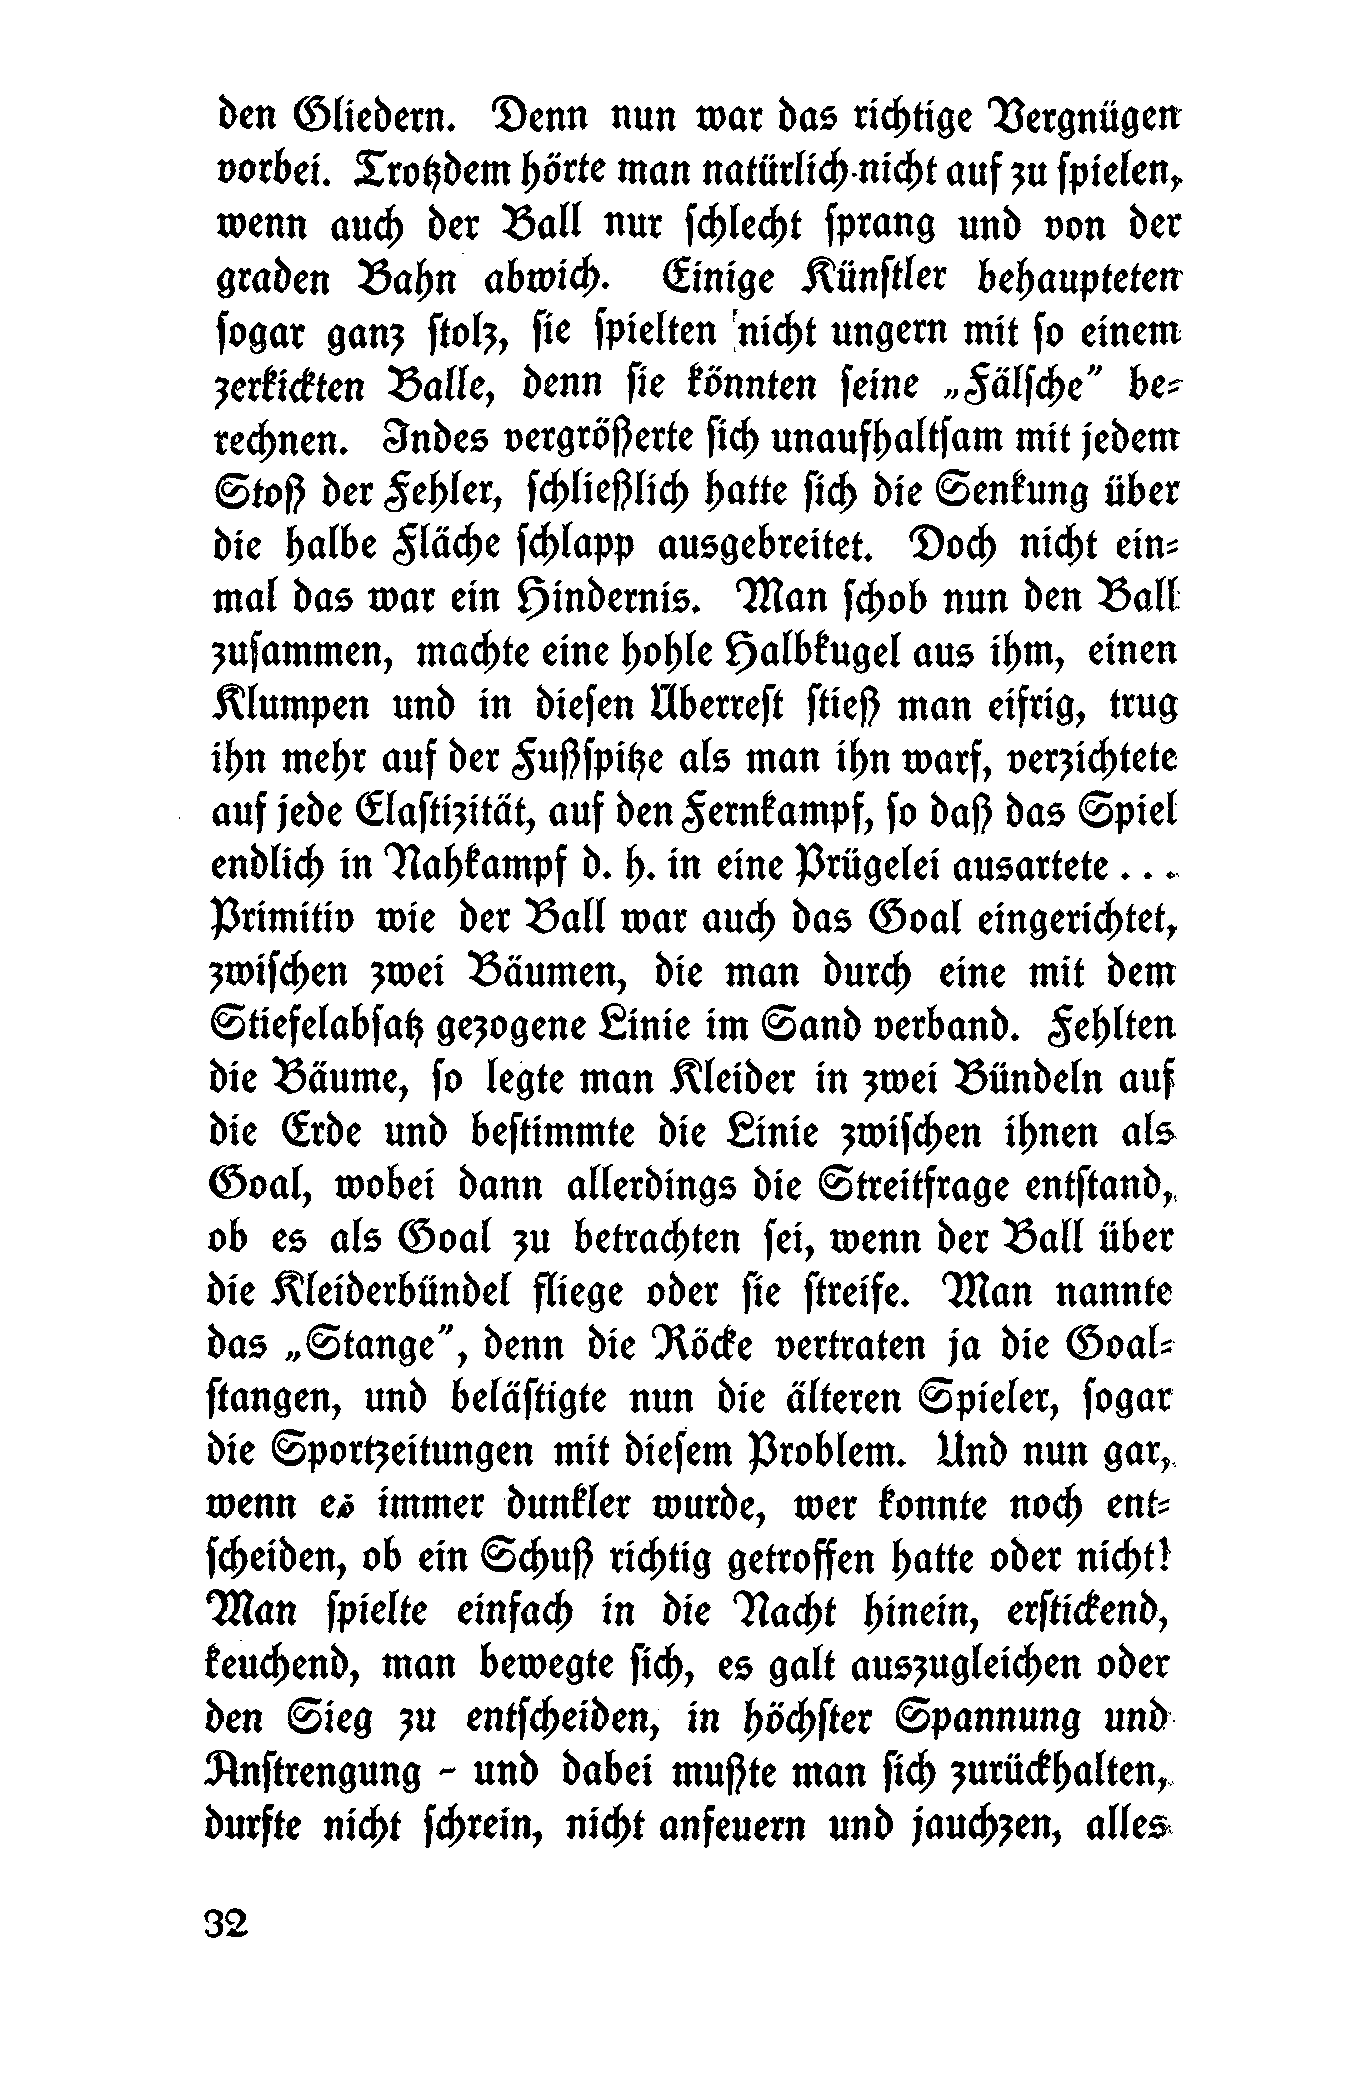 den Gliedern. Denn nun war das richtige Vergnügen
vorbei. Trotzdem hörte man natürlich nicht auf zu spielen,
wenn auch der Ball nur schlecht sprang und von der
graden Bahn abwich. Einige Künstler behaupteten
sogar ganz stolz, sie spielten nicht ungern mit so einem
zerkickten Balle, denn sie könnten seine „Fälsche" be-
rechnen. Indes vergrößerte sich unaufhaltsam mit jedem
Stoß der Fehler, schließlich hatte sich die Senkung über
die halbe Fläche schlapp ausgebreitet. Doch nicht ein-
mal das war ein Hindernis. Man schob nun den Ball
zusammen, machte eine hohle Halbkugel aus ihm, einen
Klumpen und in diesen Überrest stieß man eifrig, trug
ihn mehr auf der Fußspitze als man ihn warf, verzichtete
auf jede Elastizität, auf den Fernkampf, so daß das Spiel
endlich in Nahkampf d. h. in eine Prügelei ausartete . . .
Primitiv wie der Ball war auch das Goal eingerichtet,
zwischen zwei Bäumen, die man durch eine mit dem
Stiefelabsatz gezogene Linie im Sand verband. Fehlten
die Bäume, so legte man Kleider in zwei Bündeln auf
die Erde und bestimmte die Linie zwischen ihnen als
Goal, wobei dann allerdings die Streitfrage entstand,
ob es als Goal zu betrachten sei, wenn der Ball über
die Kleiderbündel fliege oder sie streife. Man nannte
das „Stange", denn die Röcke vertraten ja die Goal-
stangen, und belästigte nun die älteren Spieler, sogar
die Sportzeitungen mit diesem Problem. Und nun gar,
wenn es immer dunkler wurde, wer konnte noch ent-
scheiden, ob ein Schuß richtig getroffen hatte oder nicht!
Man spielte einfach in die Nacht hinein, erstickend,
keuchend, man bewegte sich, es galt auszugleichen oder
den Sieg zu entscheiden, in höchster Spannung und
Anstrengung - und dabei mußte man sich zurückhalten,
durfte nicht schrein, nicht anfeuern und jauchzen, alles
32